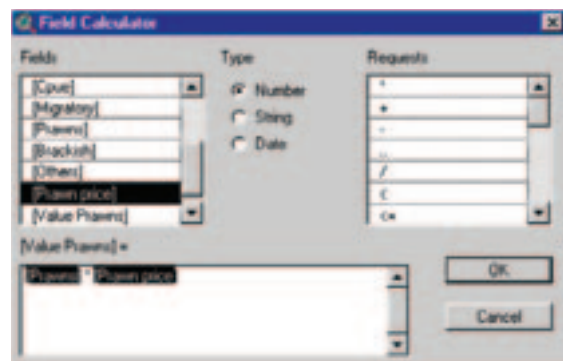 Field Calculator
Fields
Type
Requests
[Cpue]
[Migratory]
[Prawns]
[Brackish]
[Others]
[Prawn price]
[Value Prawns]
Number
String
Date
*
+
-
/
<
[Value Prawns] =
[Prawns] * [Prawn price]
OK
Cancel